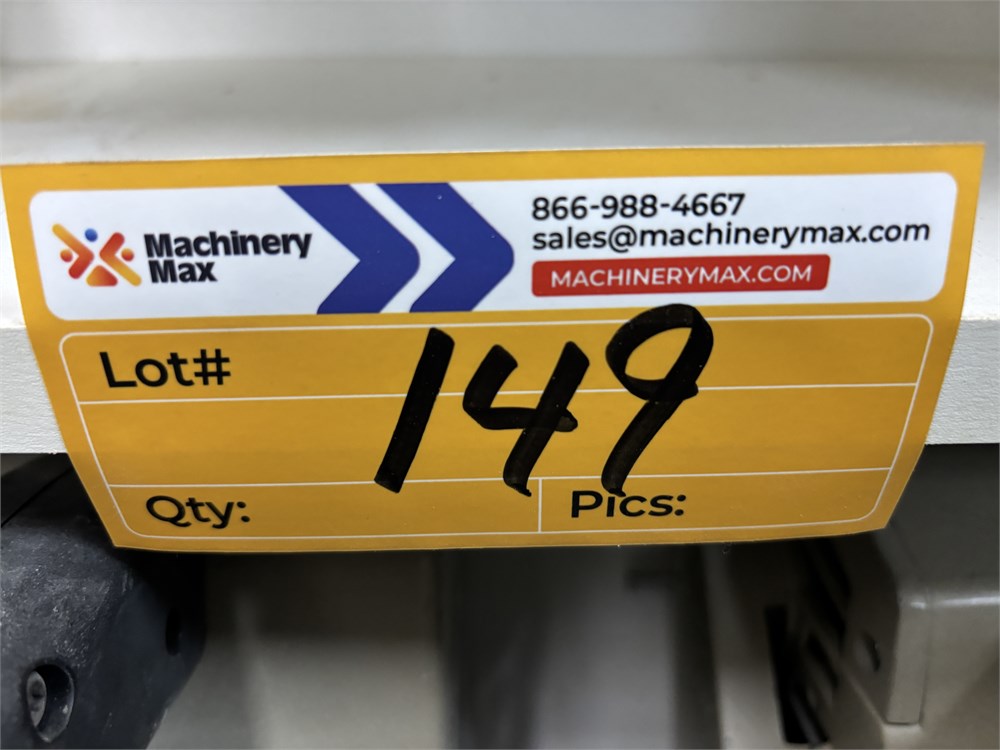 Machinery
Max
866-988-4667
sales@machinerymax.com
MACHINERYMAX.COM
Lot#
149
Qty:
Pics: